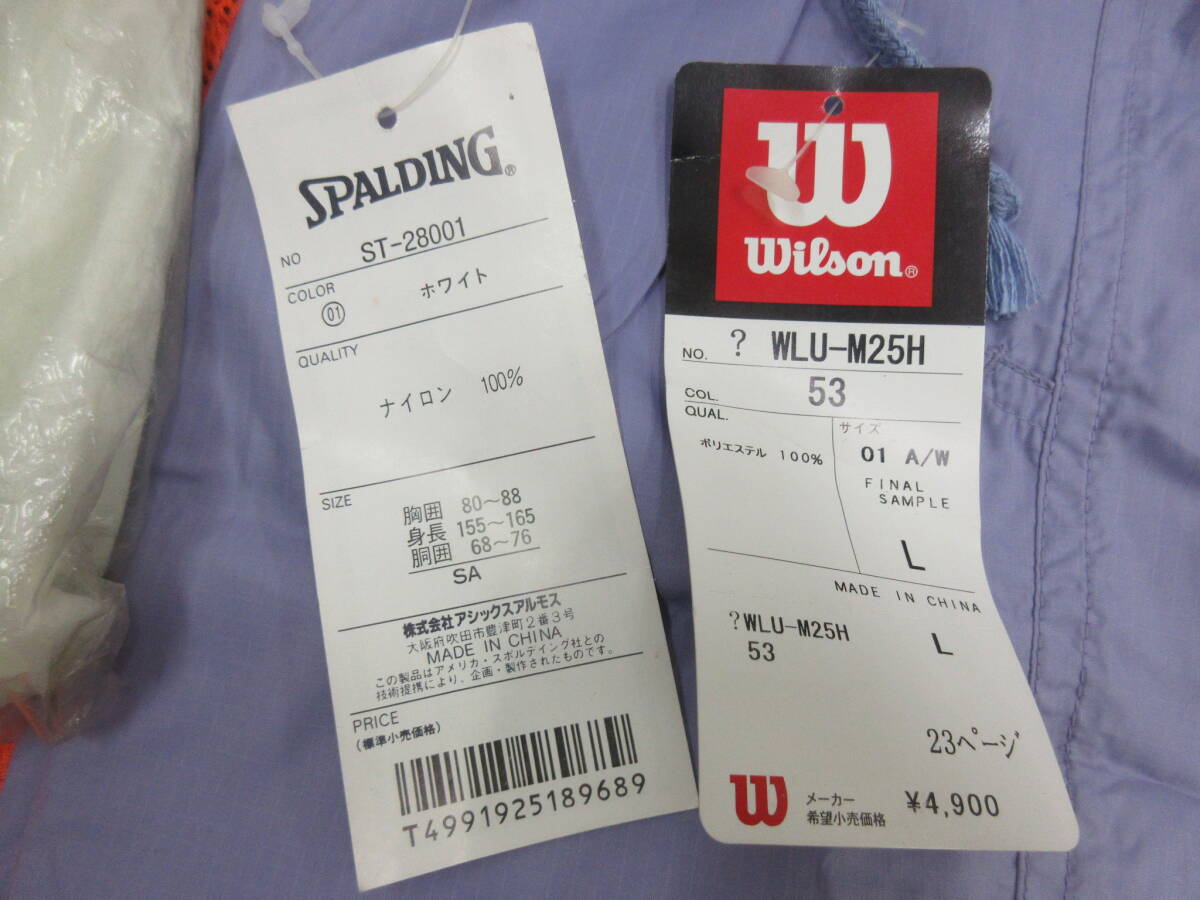 SPALDING®
NO ST-28001
COLOR
01 ホワイト
QUALITY
ナイロン 100%
SIZE
胸囲 80〜88
身長 155〜165
胴囲 68〜76
SA
株式会社アシックスアルモス
大阪府吹田市豊津町2番3号
MADE IN CHINA
この製品はアメリカ・スポルディング社との
技術提携により、企画・製作されたものです。
PRICE
(標準小売価格)
T4991925189689
W
Wilson®
NO. ? WLU-M25H
COL. 53
QUAL.
ポリエステル 100%
サイズ
01 A/W
FINAL
SAMPLE
L
MADE IN CHINA
?WLU-M25H
53 L
23ページ
W メーカー
希望小売価格 ¥4,900